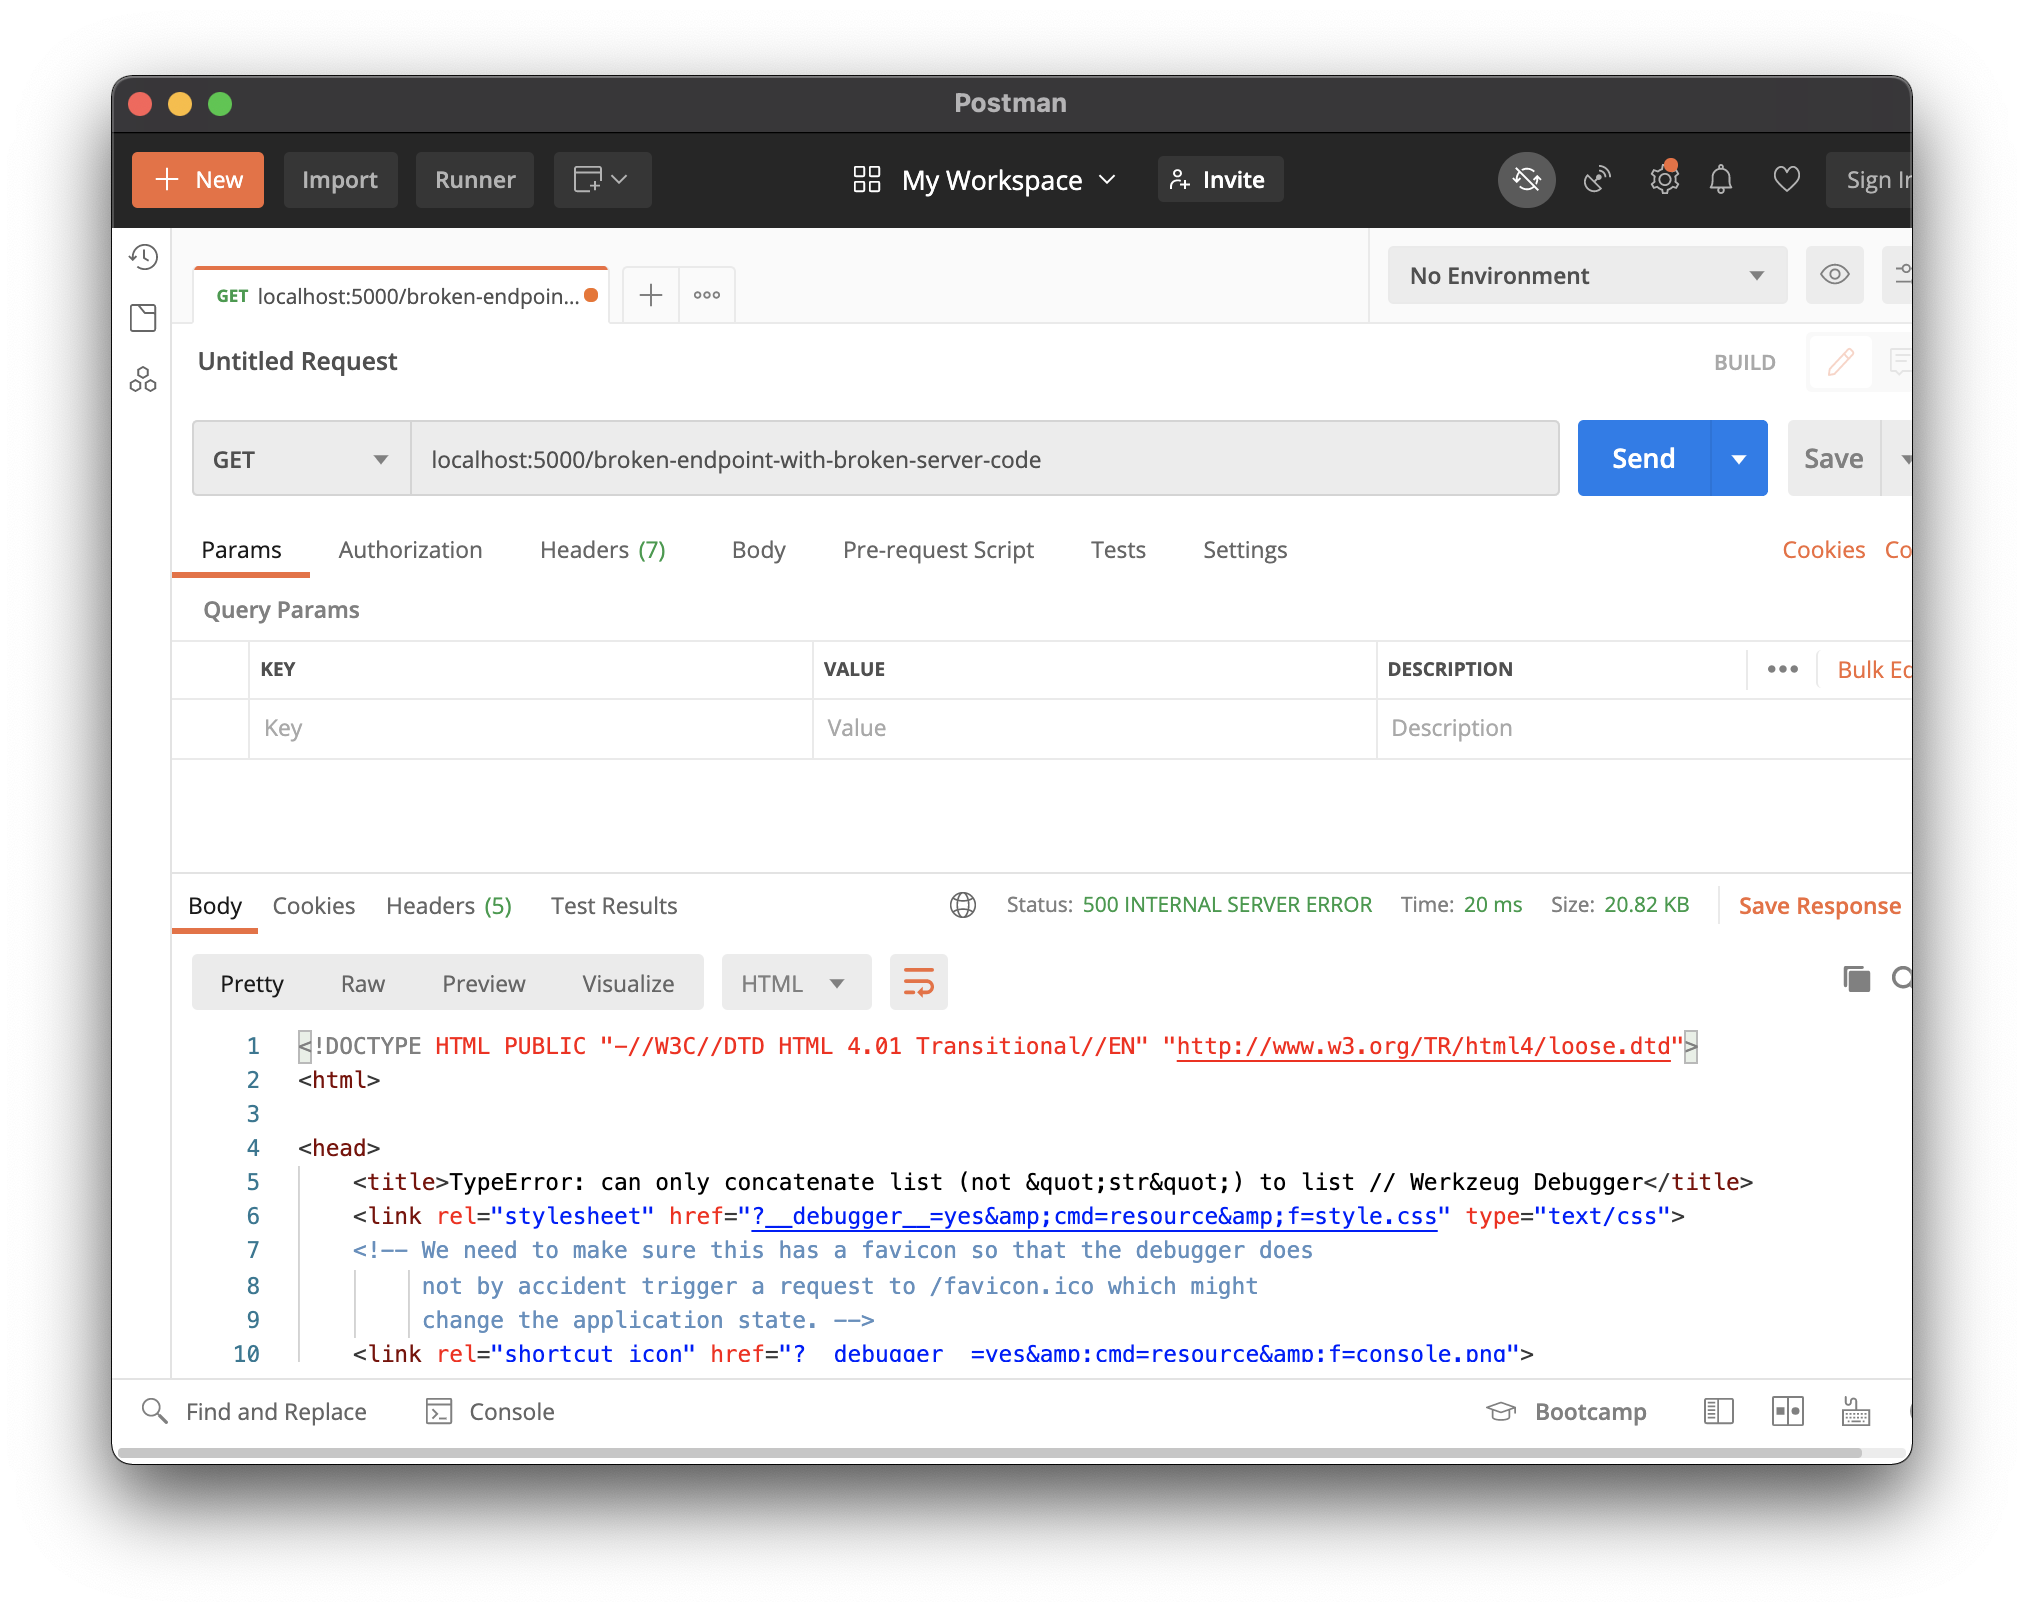 Postman
New Import Runner My Workspace Invite Sign
GET localhost:5000/broken-endpoin... No Environment
Untitled Request BUILD
GET localhost:5000/broken-endpoint-with-broken-server-code Send Save
Params Authorization Headers (7) Body Pre-request Script Tests Settings Cookies Co
Query Params
KEY VALUE DESCRIPTION Bulk
Key Value Description
Body Cookies Headers (5) Test Results Status: 500 INTERNAL SERVER ERROR Time: 20 ms Size: 20.82 KB Save Response
Pretty Raw Preview Visualize HTML
1 <!DOCTYPE HTML PUBLIC "-//W3C//DTD HTML 4.01 Transitional//EN" "http://www.w3.org/TR/html4/loose.dtd">
2 <html>
3
4 <head>
5 <title>TypeError: can only concatenate list (not &quot;str&quot;) to list // Werkzeug Debugger</title>
6 <link rel="stylesheet" href="?__debugger__=yes&amp;cmd=resource&amp;f=style.css" type="text/css">
7 <!-- We need to make sure this has a favicon so that the debugger does
8 not by accident trigger a request to /favicon.ico which might
9 change the application state. -->
10 <link rel="shortcut icon" href="?__debugger__=yes&amp;cmd=resource&amp;f=console.png">
Find and Replace Console Bootcamp